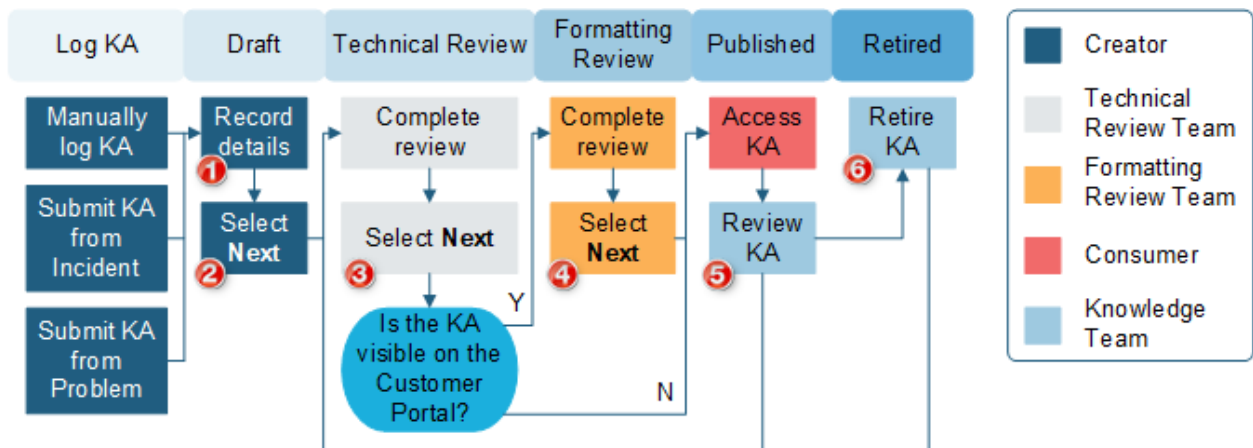 Log KA
Draft
Technical Review
Formatting
Review
Published
Retired
Manually
log KA
Submit KA
from
Incident
Submit KA
from
Problem
Record
details
1
Select
Next
2
Complete
review
Select Next
3
Is the KA
visible on the
Customer
Portal?
Y
N
Complete
review
Select
Next
4
Access
KA
Review
KA
5
Retire
KA
6
Creator
Technical
Review Team
Formatting
Review Team
Consumer
Knowledge
Team